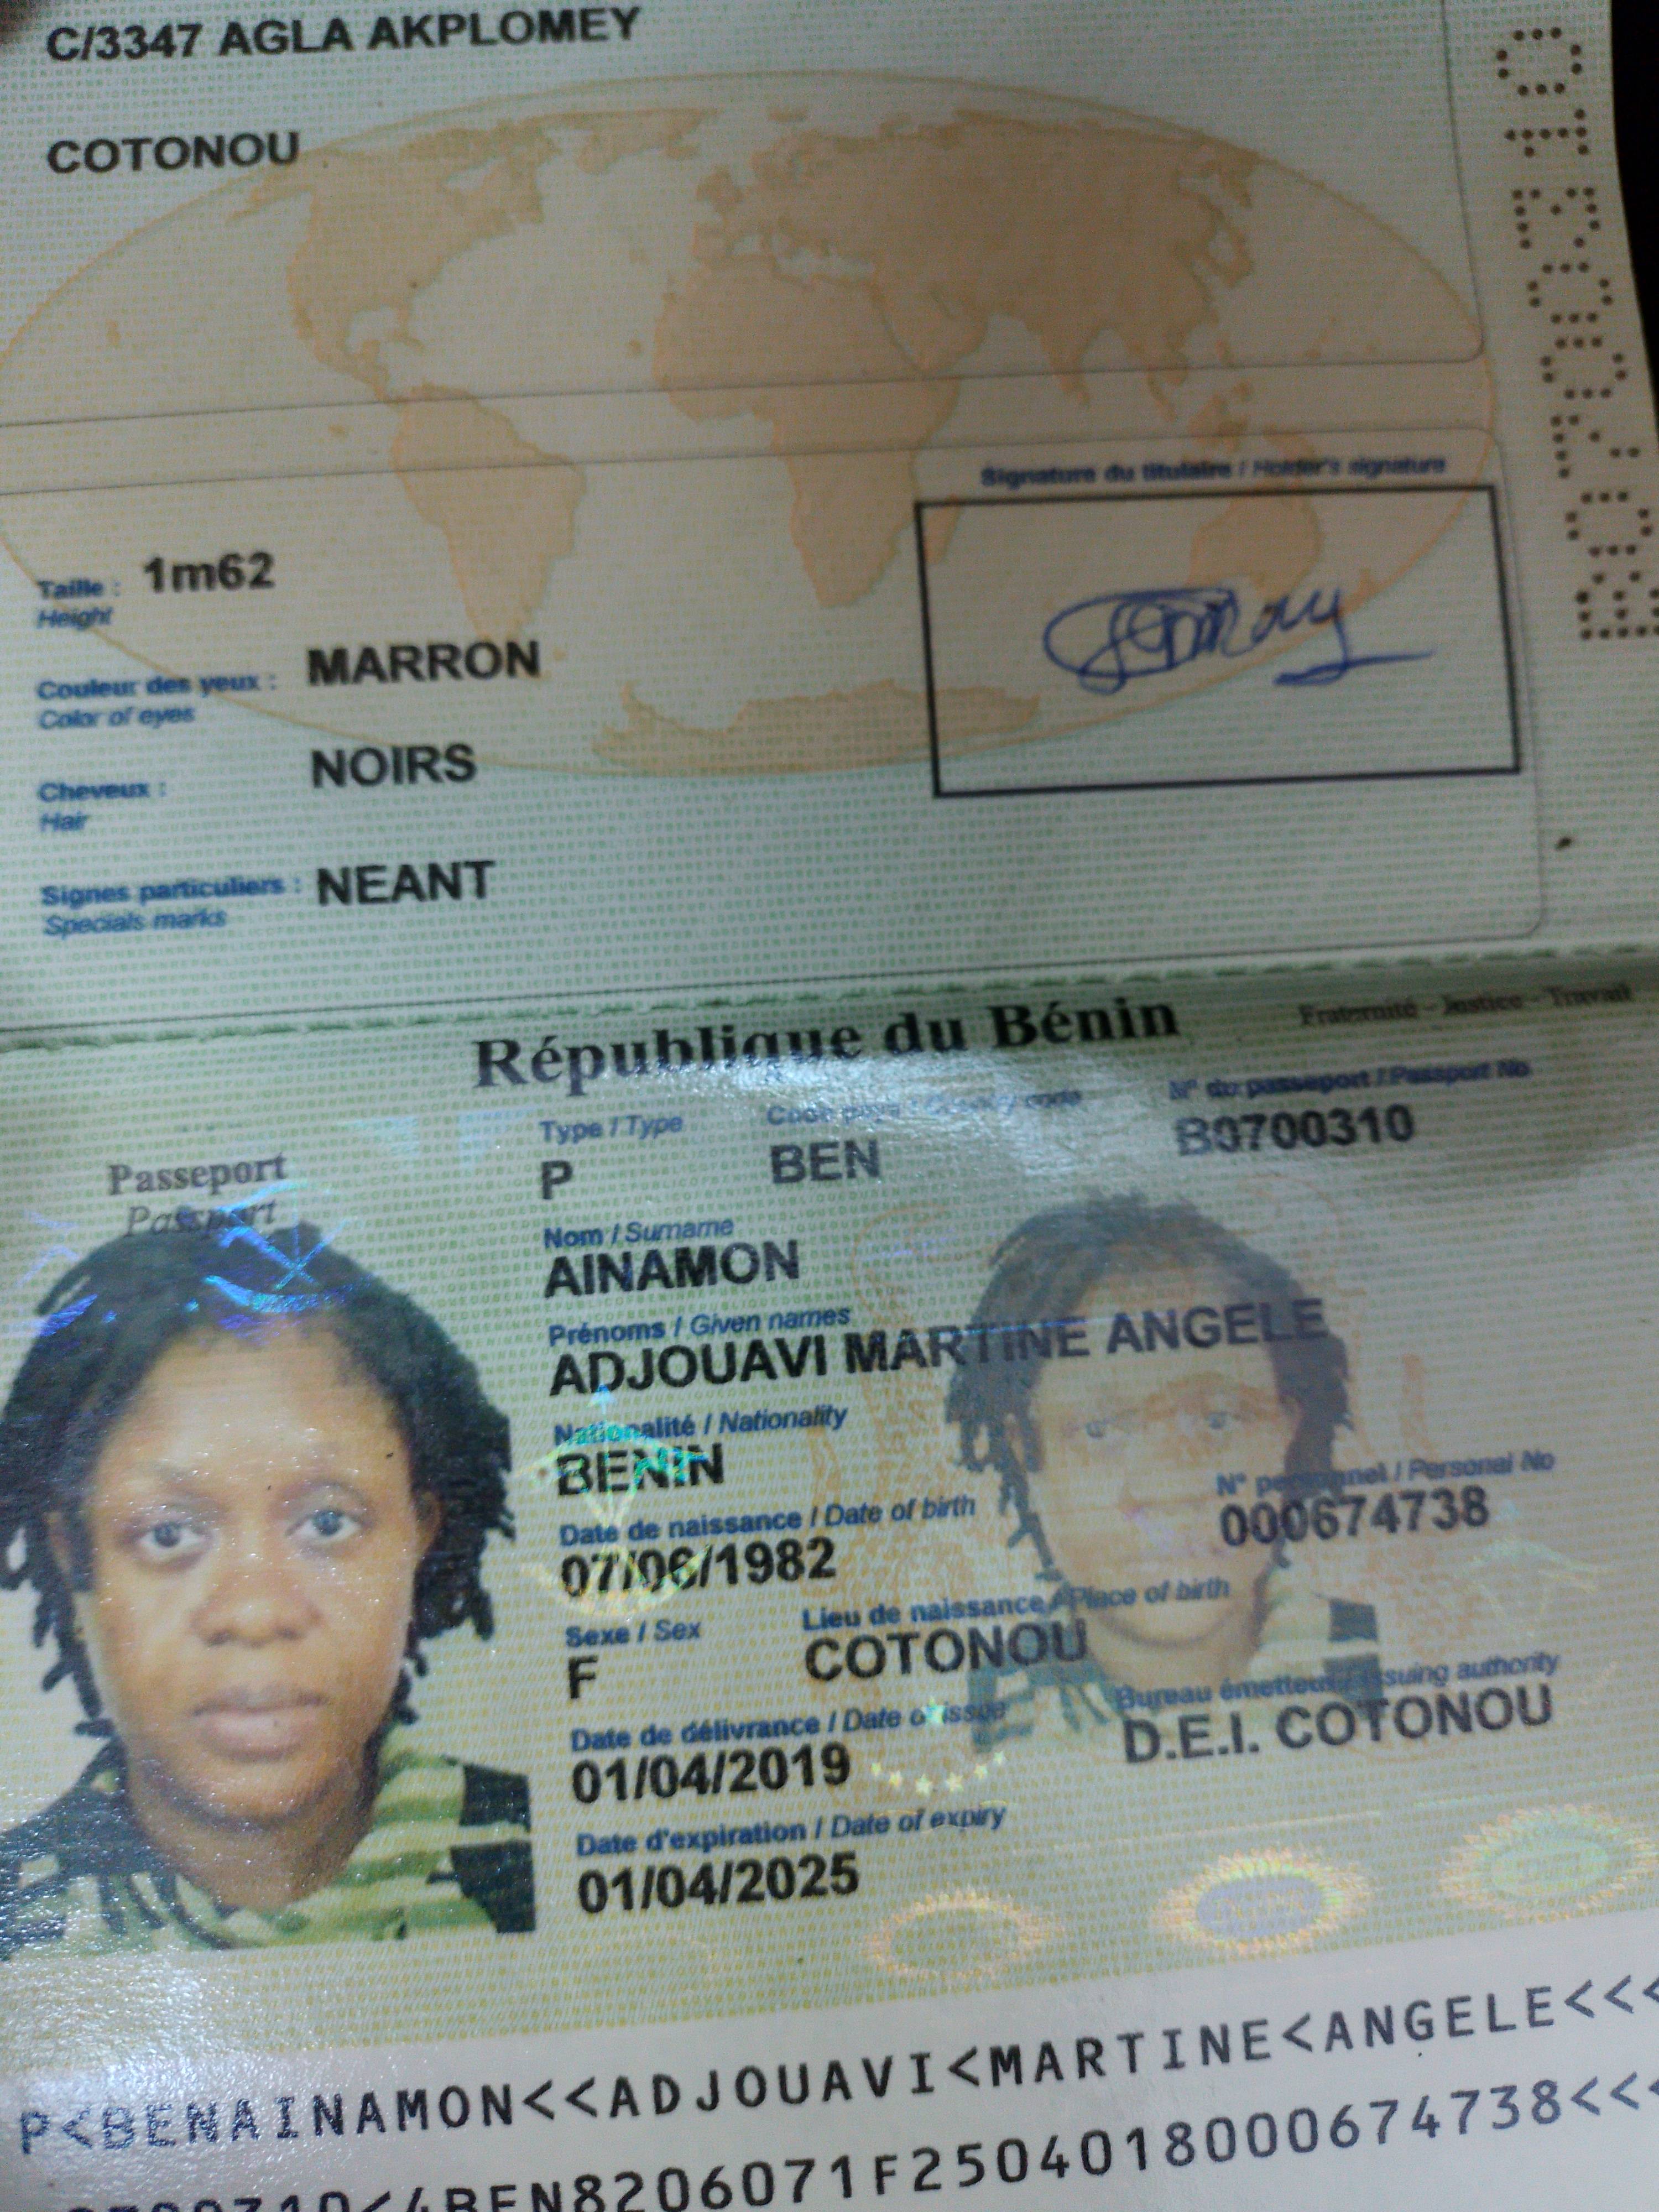 C/3347 AGLA AKPLOMEY
COTONOU
Signature du titulaire / Holder's signature
Taille : 1m62
Height
Couleur des yeux : MARRON
Color of eyes
Cheveux : NOIRS
Hair
Signes particuliers : NEANT
Specials marks
B0700310
République du Bénin
Fraternité - Justice - Travail
Passeport
Passport
Type / Type
Code pays / Country code
N° du passeport / Passport No
P
BEN
B0700310
Nom / Surname
AINAMON
Prénoms / Given names
ADJOUAVI MARTINE ANGELE
Nationalité / Nationality
BENIN
N° personnel / Personal No
000674738
Date de naissance / Date of birth
07/06/1982
Sexe / Sex
Lieu de naissance / Place of birth
F
COTONOU
Date de délivrance / Date of issue
Bureau émetteur / Issuing authority
01/04/2019
D.E.I. COTONOU
Date d'expiration / Date of expiry
01/04/2025
P<BENAINAMON<<ADJOUAVI<MARTINE<ANGELE<<<
0700310<4BEN8206071F2504018000674738<<<